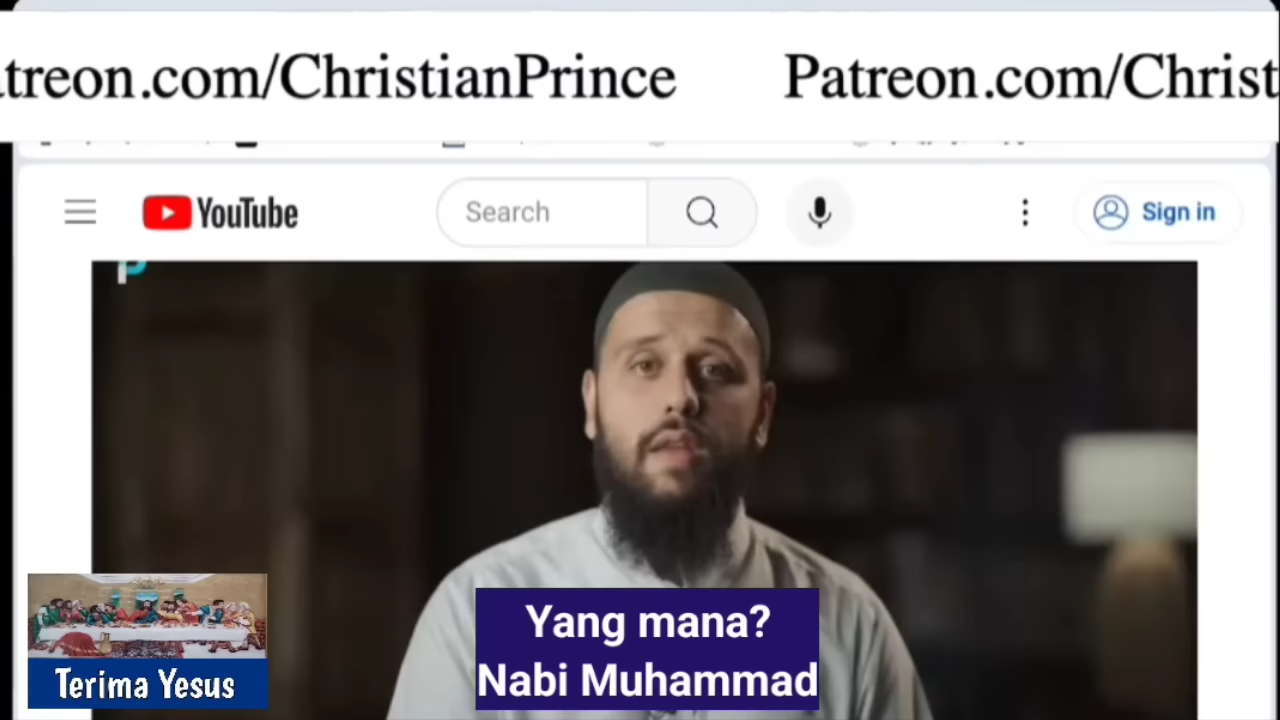 treon.com/ChristianPrince Patreon.com/Christ
YouTube
Search
Sign in
Yang mana?
Nabi Muhammad
Terima Yesus